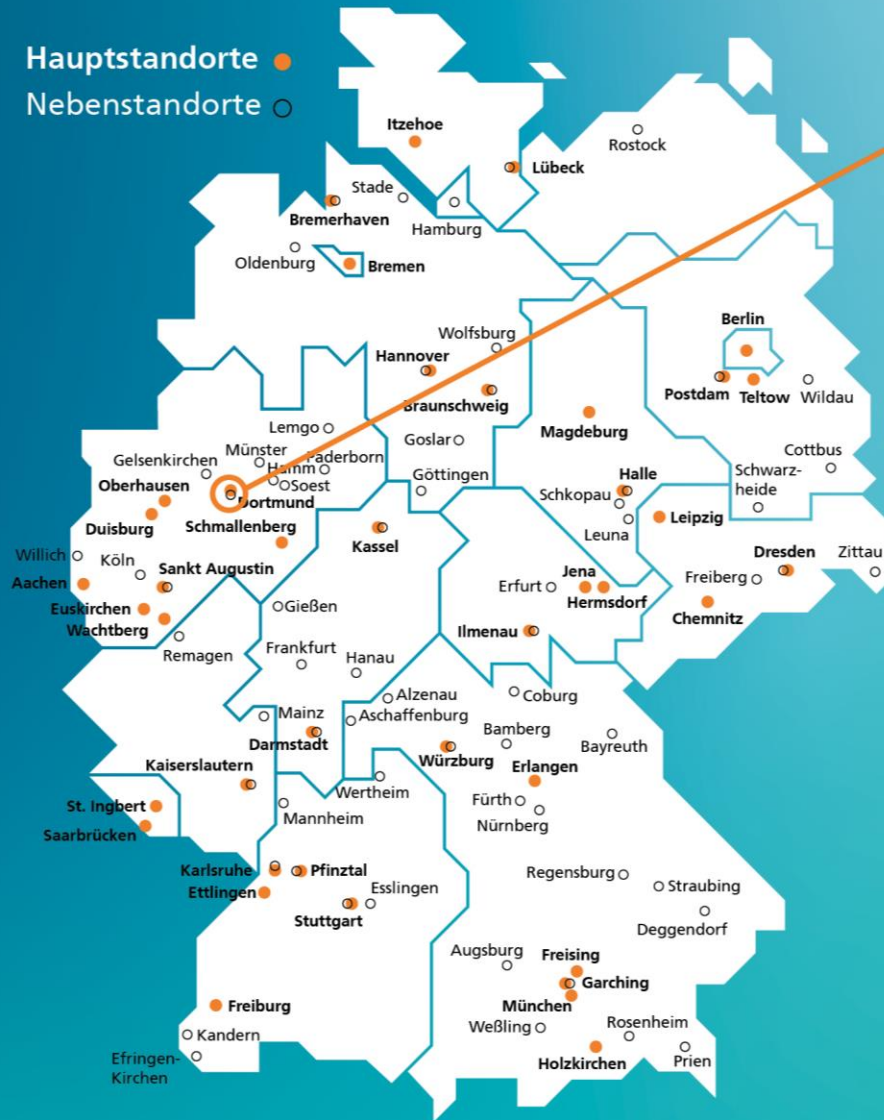 Hauptstandorte
Nebenstandorte
Itzehoe
Rostock
Lübeck
Stade
Bremerhaven
Hamburg
Oldenburg
Bremen
Berlin
Wolfsburg
Hannover
Postdam
Teltow
Wildau
Braunschweig
Magdeburg
Lemgo
Goslar
Münster
Paderborn
Gelsenkirchen
Hamm
Cottbus
Göttingen
Halle
Schwarz-
heide
Oberhausen
Soest
Schkopau
Dortmund
Duisburg
Schmallenberg
Leipzig
Leuna
Kassel
Willich
Köln
Sankt Augustin
Dresden
Zittau
Aachen
Erfurt
Jena
Freiberg
Hermsdorf
Euskirchen
Gießen
Chemnitz
Wachtberg
Ilmenau
Remagen
Frankfurt
Hanau
Alzenau
Coburg
Mainz
Aschaffenburg
Bamberg
Darmstadt
Bayreuth
Würzburg
Kaiserslautern
Erlangen
Wertheim
Fürth
St. Ingbert
Mannheim
Nürnberg
Saarbrücken
Karlsruhe
Pfinztal
Regensburg
Ettlingen
Esslingen
Straubing
Stuttgart
Deggendorf
Augsburg
Freising
Garching
Freiburg
München
Kandern
Weßling
Rosenheim
Efringen-
Kirchen
Holzkirchen
Prien